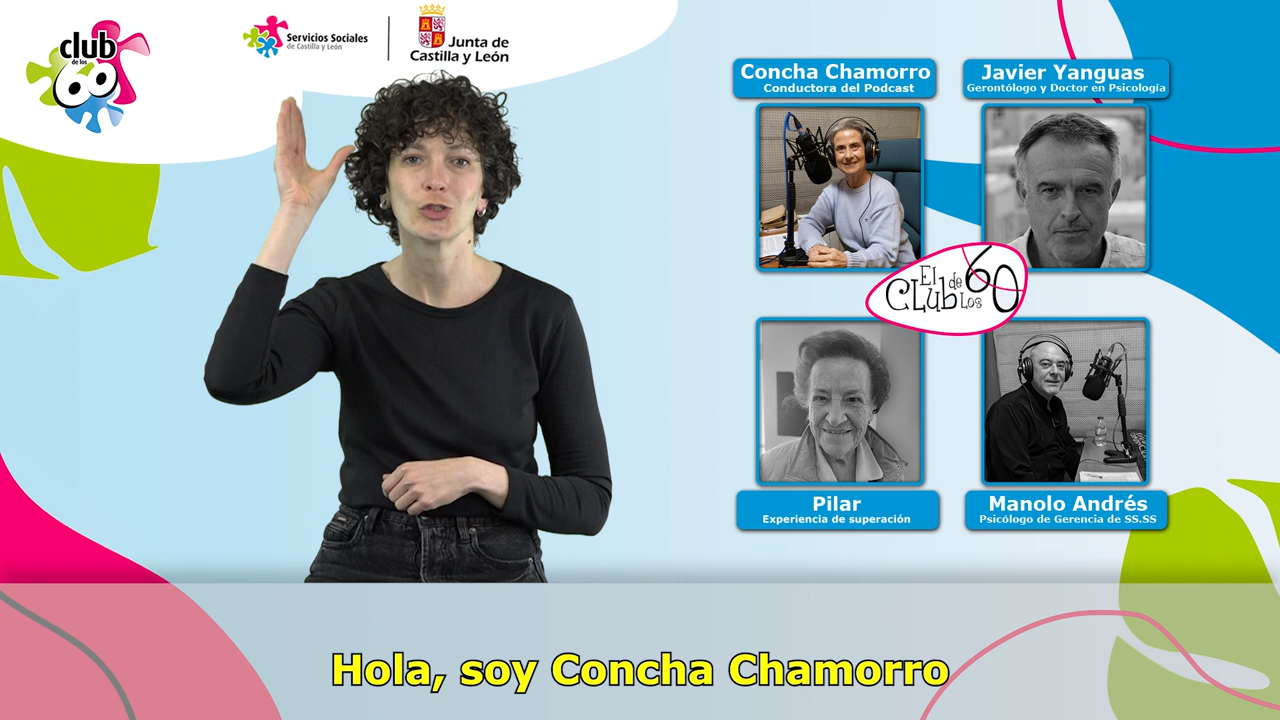 club
de los
60
Servicios Sociales
de Castilla y León
Junta de
Castilla y León
Concha Chamorro
Conductora del Podcast
Javier Yanguas
Gerontólogo y Doctor en Psicología
El
Club de
Los 60
Pilar
Experiencia de superación
Manolo Andrés
Psicólogo de Gerencia de SS.SS
Hola, soy Concha Chamorro